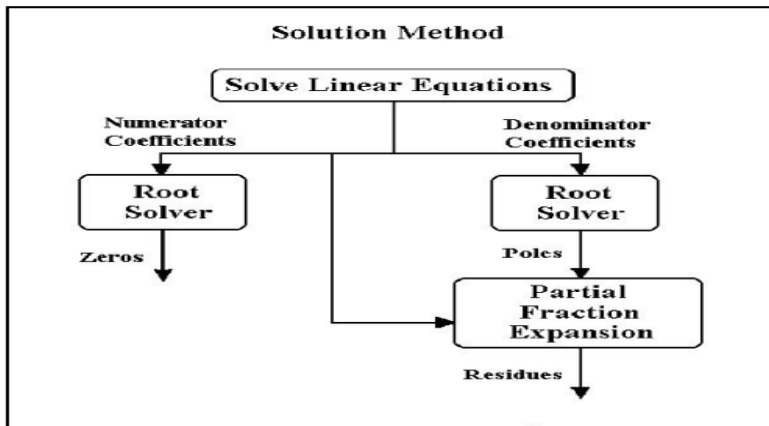 Solution Method
Solve Linear Equations
Numerator
Coefficients
Denominator
Coefficients
Root
Solver
Root
Solver
Zeros
Poles
Partial
Fraction
Expansion
Residues